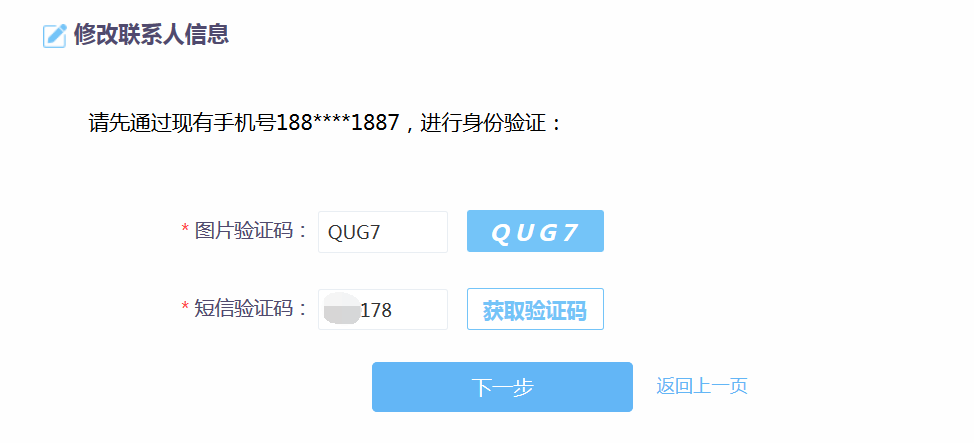 修改联系人信息
请先通过现有手机号188****1887，进行身份验证：
* 图片验证码： QUG7 QUG7
* 短信验证码： 178 获取验证码
下一步 返回上一页